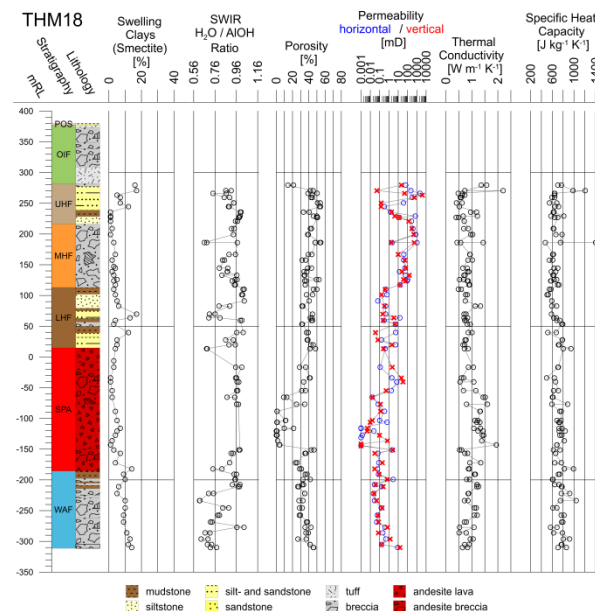 THM18
Stratigraphy
Lithology
mRL
Swelling
Clays
(Smectite)
[%]
SWIR
H₂O / AlOH
Ratio
Porosity
[%]
Permeability
horizontal / vertical
[mD]
Thermal
Conductivity
[W m⁻¹ K⁻¹]
Specific Heat
Capacity
[J kg⁻¹ K⁻¹]
0 20 40
0.56 0.76 0.96 1.16
0 20 40 60 80
0.001 0.01 0.1 1 10 100 1000 10000
0 1 2
200 600 1000 1400
400
350
300
250
200
150
100
50
0
-50
-100
-150
-200
-250
-300
-350
POS
OIF
UHF
MHF
LHF
SPA
WAF
mudstone
siltstone
silt- and sandstone
sandstone
tuff
breccia
andesite lava
andesite breccia